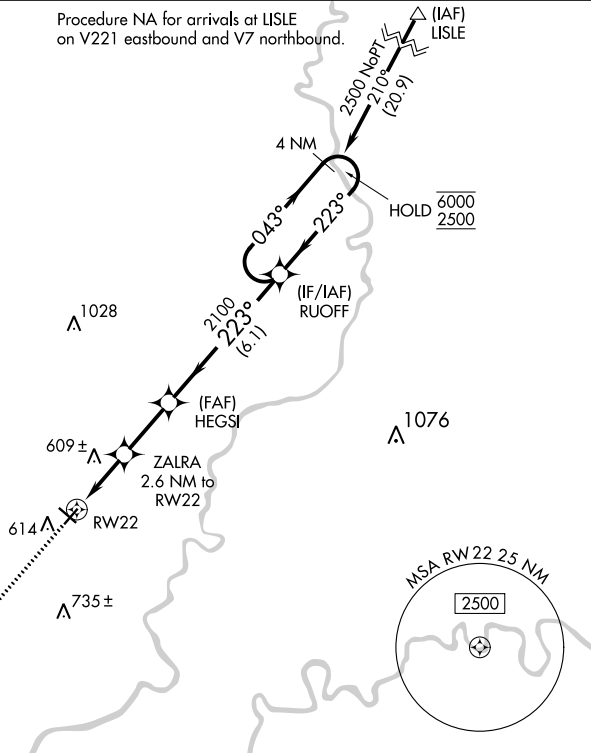 Procedure NA for arrivals at LISLE
on V221 eastbound and V7 northbound.
(IAF)
LISLE
2500 NoPT
210°
(20.9)
4 NM
HOLD 6000
2500
043°
223°
(IF/IAF)
RUOFF
2100
223°
(6.1)
1028
(FAF)
HEGSI
1076
609±
ZALRA
2.6 NM to
RW22
RW22
614
735±
MSA RW22 25 NM
2500